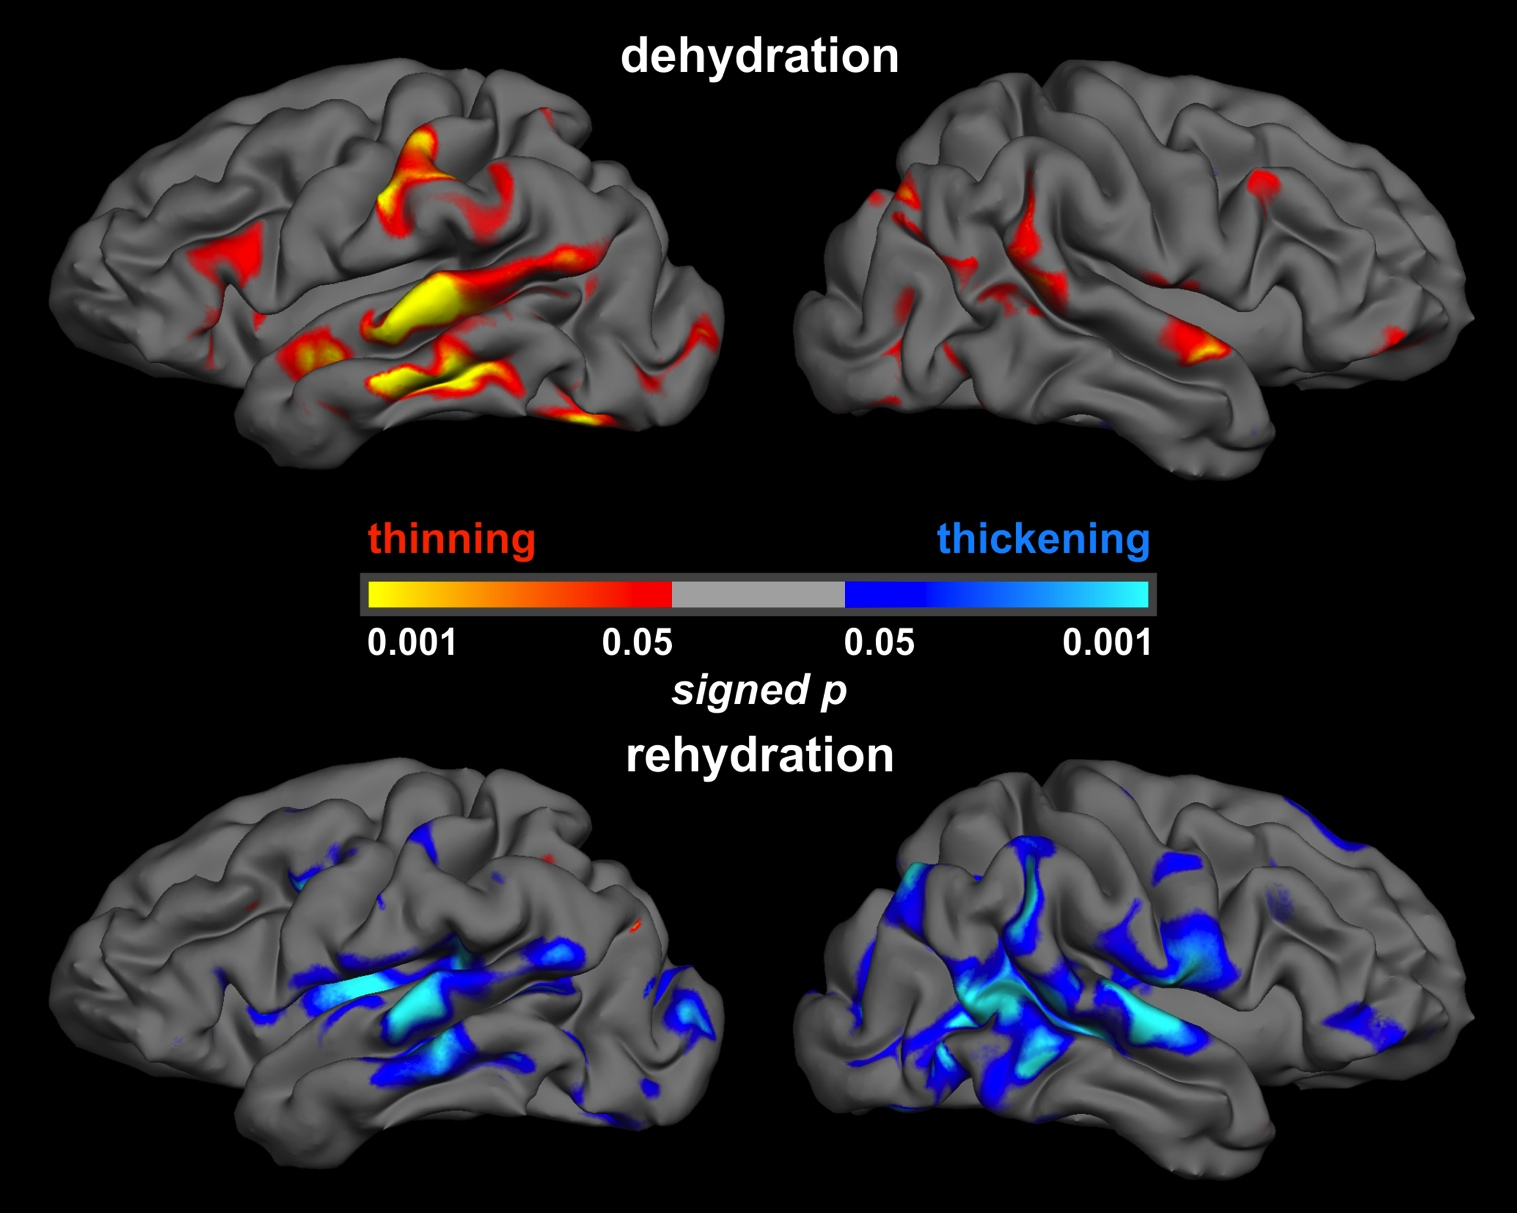 dehydration
thinning thickening
0.001 0.05 0.05 0.001
signed p
rehydration